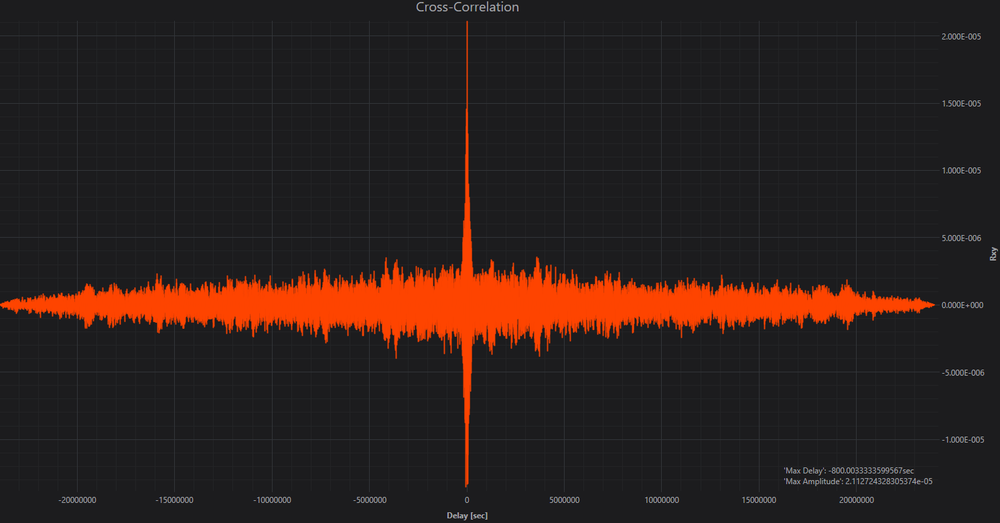 Cross-Correlation
2.000E-005
1.500E-005
1.000E-005
5.000E-006
Rxy
0.000E+000
-5.000E-006
-1.000E-005
'Max Delay': -800.0033333599567sec
'Max Amplitude': 2.112724328305374e-05
-20000000 -15000000 -10000000 -5000000 0 5000000 10000000 15000000 20000000
Delay [sec]